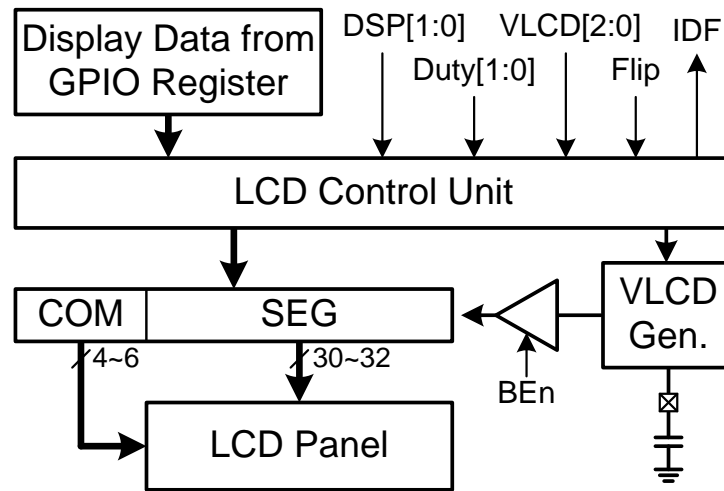 Display Data from
GPIO Register
DSP[1:0] VLCD[2:0] IDF
Duty[1:0] Flip
LCD Control Unit
COM SEG
VLCD
Gen.
4~6 30~32
BEn
LCD Panel